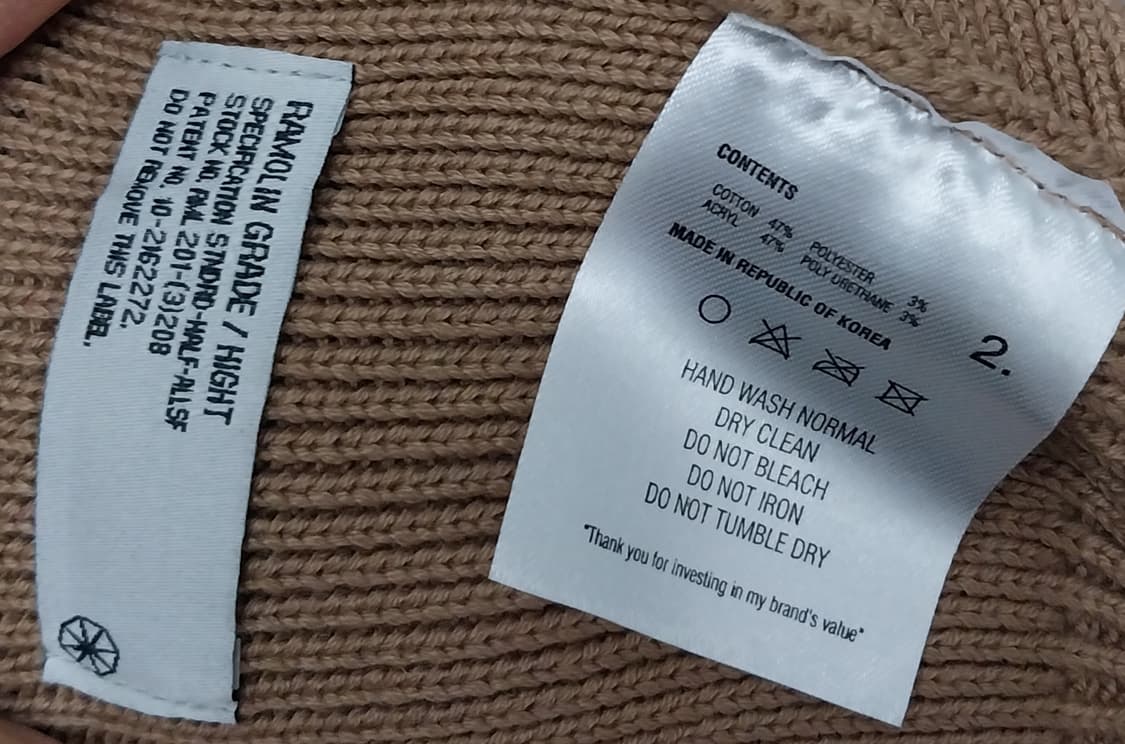 RAMOLIN GRADE / HIGHT
SPECIFICATION STNDRD-HALF-ALLSF
STOCK NO. RML 201-(3)208
PATENT NO. 10-2162272.
DO NOT REMOVE THIS LABEL.
CONTENTS
COTTON 47% POLYESTER 3%
ACRYL 47% POLY URETHANE 3%
MADE IN REPUBLIC OF KOREA
2.
HAND WASH NORMAL
DRY CLEAN
DO NOT BLEACH
DO NOT IRON
DO NOT TUMBLE DRY
"Thank you for investing in my brand's value"